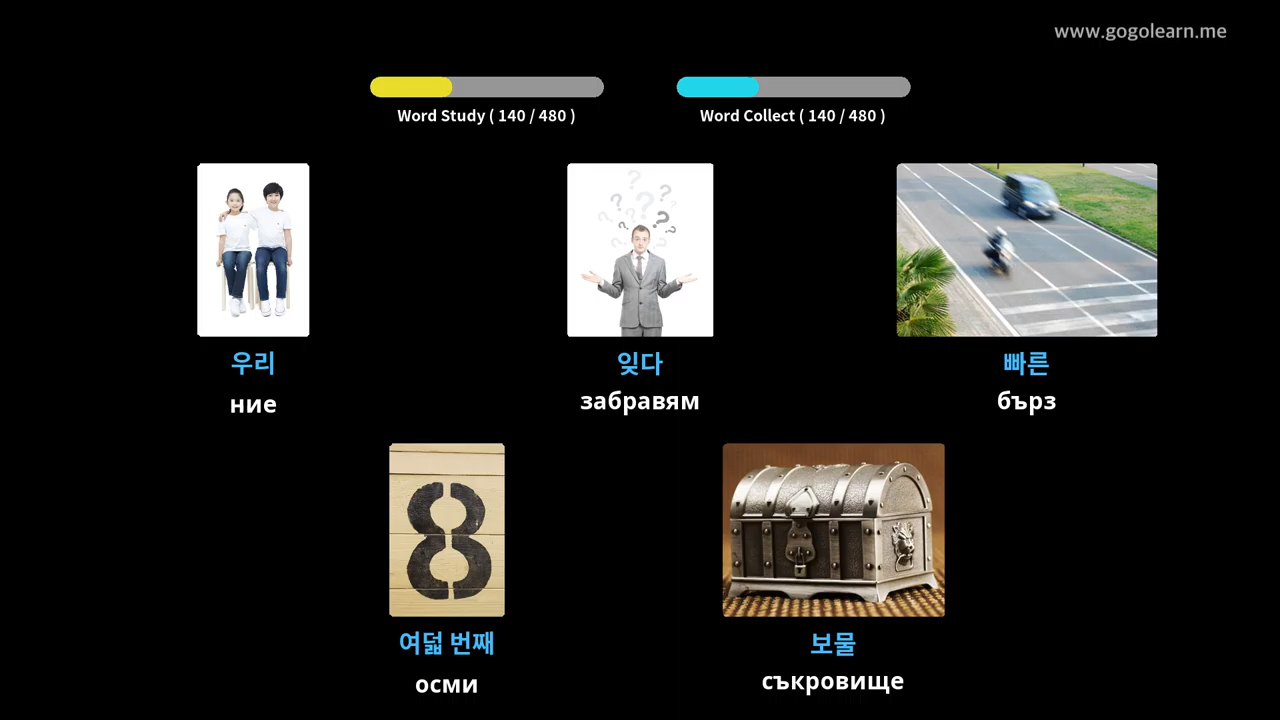 www.gogolearn.me
Word Study ( 140 / 480 )
Word Collect ( 140 / 480 )
우리
ние
잊다
забравям
빠른
бърз
8
여덟 번째
осми
보물
съкровище